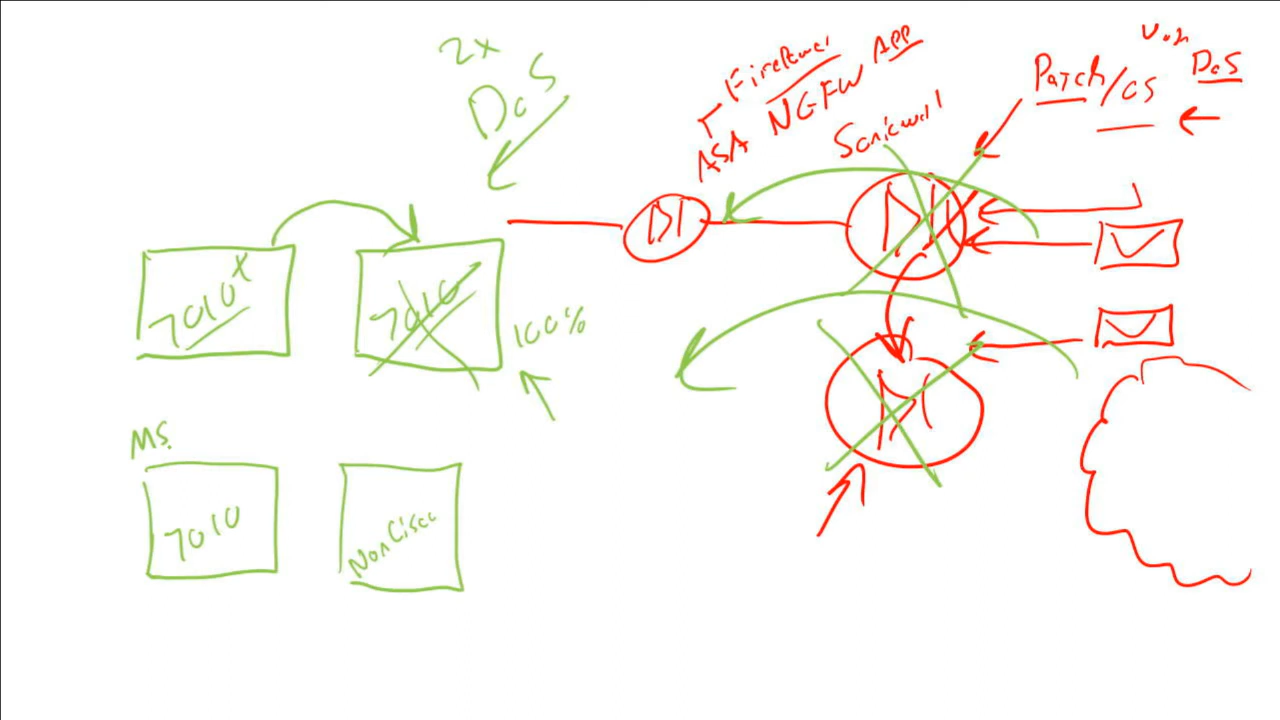 2x
DoS
FirePower
ASA NGFW APP
Sonicwall
Patch/OS
DoS
7010 x
7010
100%
MS.
7010
Non Cisco